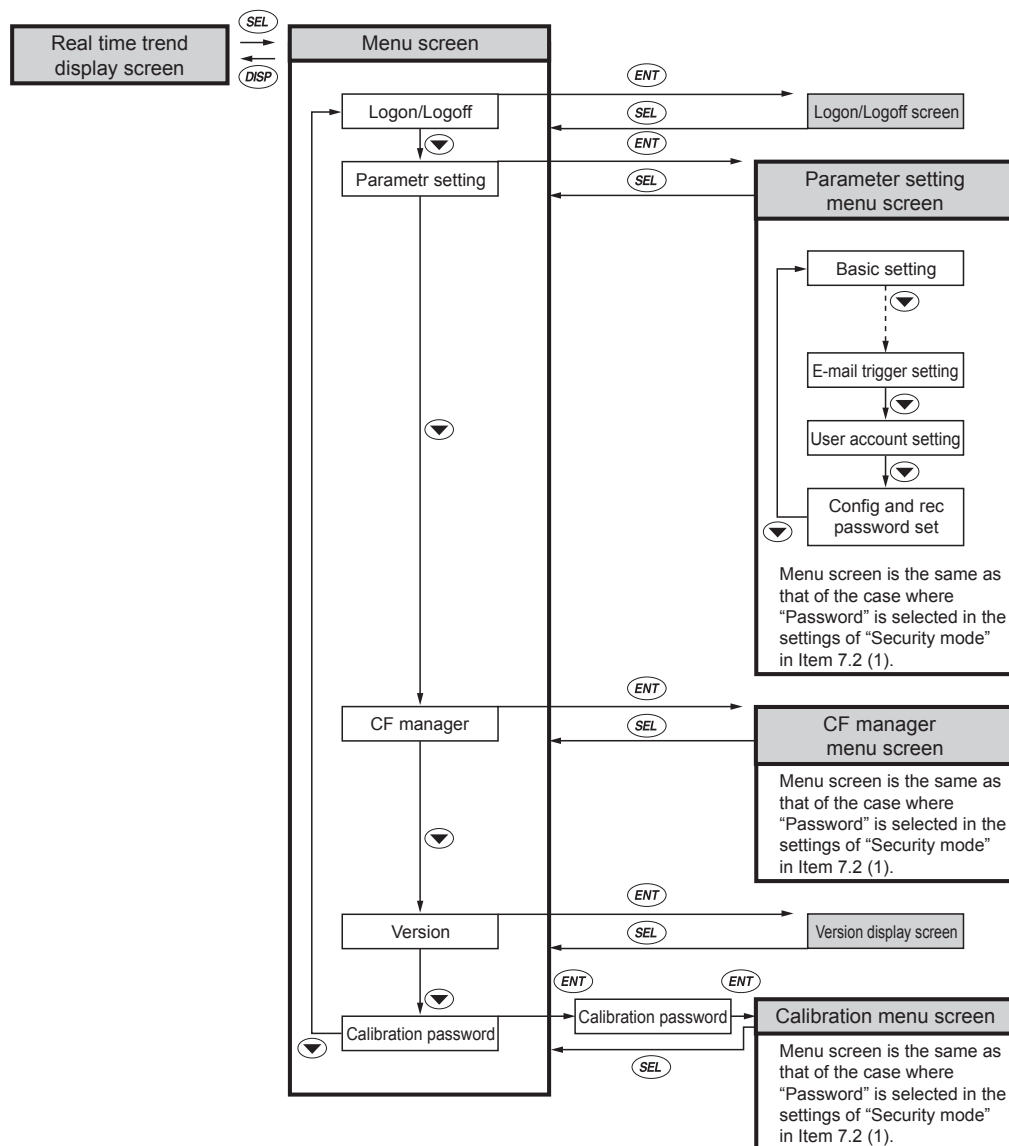 SEL
Real time trend
display screen
DISP
Menu screen
ENT
Logon/Logoff
SEL
Logon/Logoff screen
ENT
Parametr setting
SEL
Parameter setting
menu screen
Basic setting
E-mail trigger setting
User account setting
Config and rec
password set
Menu screen is the same as
that of the case where
“Password” is selected in the
settings of “Security mode”
in Item 7.2 (1).
ENT
CF manager
SEL
CF manager
menu screen
Menu screen is the same as
that of the case where
“Password” is selected in the
settings of “Security mode”
in Item 7.2 (1).
ENT
Version
SEL
Version display screen
ENT
ENT
Calibration password
Calibration password
SEL
Calibration menu screen
Menu screen is the same as
that of the case where
“Password” is selected in the
settings of “Security mode”
in Item 7.2 (1).